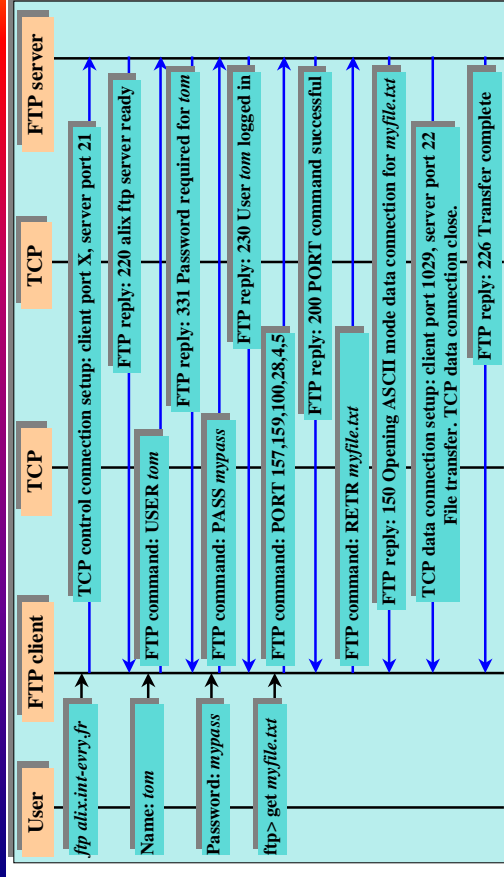 User
FTP client
TCP
TCP
FTP server
ftp alix.int-evry.fr
TCP control connection setup: client port X, server port 21
FTP reply: 220 alix ftp server ready
Name: tom
FTP command: USER tom
FTP reply: 331 Password required for tom
Password: mypass
FTP command: PASS mypass
FTP reply: 230 User tom logged in
ftp> get myfile.txt
FTP command: PORT 157,159,100,28,4,5
FTP reply: 200 PORT command successful
FTP command: RETR myfile.txt
FTP reply: 150 Opening ASCII mode data connection for myfile.txt
TCP data connection setup: client port 1029, server port 22
File transfer. TCP data connection close.
FTP reply: 226 Transfer complete